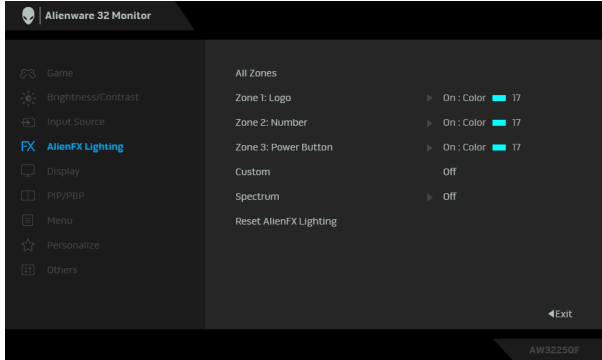 Alienware 32 Monitor
Game
All Zones
Brightness/Contrast
Zone 1: Logo
On : Color 17
Input Source
Zone 2: Number
On : Color 17
FX AlienFX Lighting
Zone 3: Power Button
On : Color 17
Display
Custom
Off
PIP/PBP
Spectrum
Off
Menu
Reset AlienFX Lighting
Personalize
Others
Exit
AW3225QF